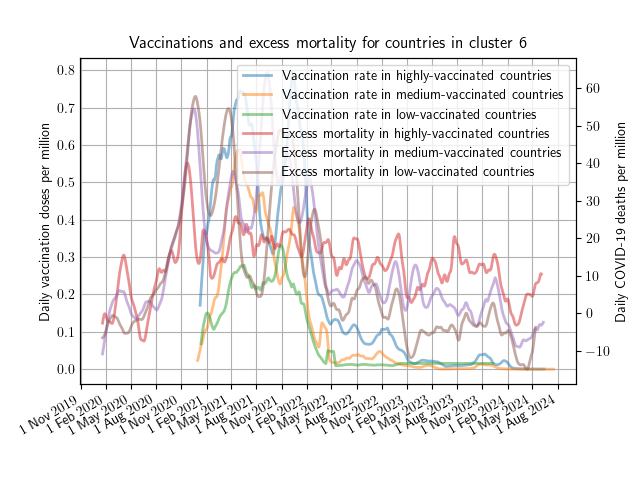 Vaccinations and excess mortality for countries in cluster 6
Vaccination rate in highly-vaccinated countries
Vaccination rate in medium-vaccinated countries
Vaccination rate in low-vaccinated countries
Excess mortality in highly-vaccinated countries
Excess mortality in medium-vaccinated countries
Excess mortality in low-vaccinated countries
Daily vaccination doses per million
0.8
0.7
0.6
0.5
0.4
0.3
0.2
0.1
0.0
60
50
40
30
20
10
0
−10
Daily COVID-19 deaths per million
1 Nov 2019
1 Feb 2020
1 May 2020
1 Aug 2020
1 Nov 2020
1 Feb 2021
1 May 2021
1 Aug 2021
1 Nov 2021
1 Feb 2022
1 May 2022
1 Aug 2022
1 Nov 2022
1 Feb 2023
1 May 2023
1 Aug 2023
1 Nov 2023
1 Feb 2024
1 May 2024
1 Aug 2024